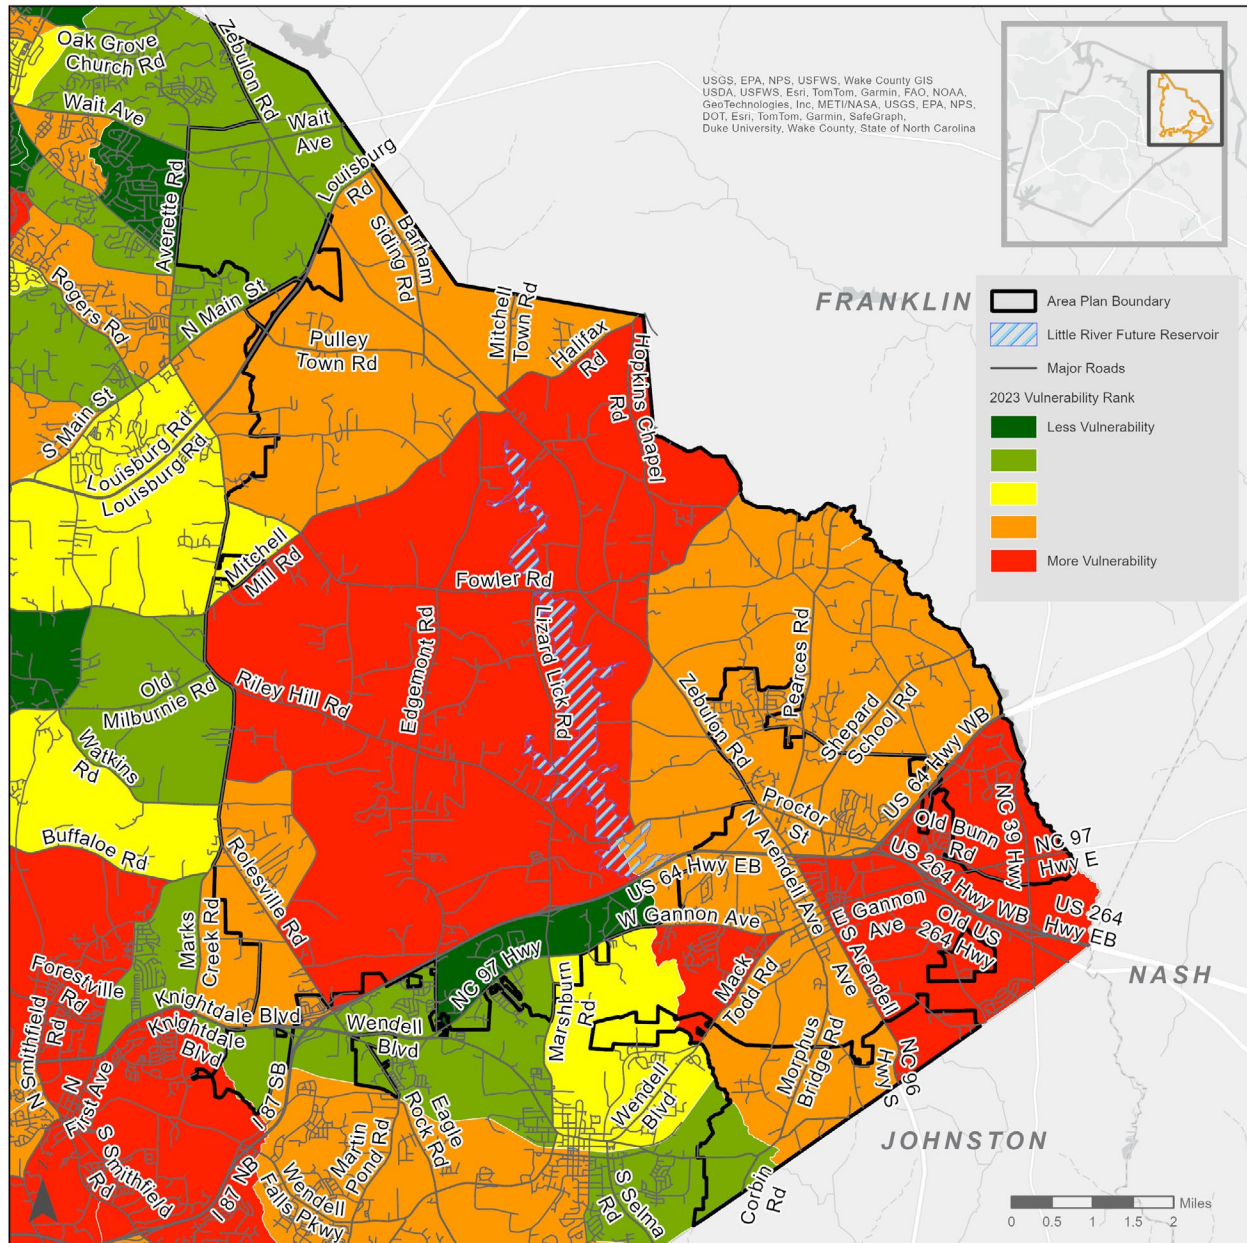 Oak Grove
Church Rd
Zebulon Rd
Wait Ave
Wait
Ave
Louisburg
Rd
Averette Rd
Barham
Siding Rd
Rogers Rd
N Main St
Pulley
Town Rd
Mitchell
Town Rd
Halifax
Rd
Hopkins Chapel
Rd
S Main St
Louisburg Rd
Louisburg Rd
Mitchell
Mill Rd
Fowler Rd
Edgemont Rd
Lizard Lick Rd
Old
Milburnie Rd
Riley Hill Rd
Watkins
Rd
Zebulon Rd
Pearces Rd
Shepard
School Rd
US 64 Hwy WB
Proctor
St
Buffaloe Rd
Rolesville Rd
N Arendell Ave
Old Bunn
Rd
NC 39 Hwy
NC 97
Hwy E
US 64 Hwy EB
US 264 Hwy WB
US 264
Hwy EB
W Gannon Ave
E Gannon
Ave
Old US
264 Hwy
Marks
Creek Rd
S Arendell
Ave
NC 97 Hwy
Mack
Todd Rd
Forestville
Rd
Knightdale Blvd
Knightdale
Blvd
Wendell
Blvd
Marshburn
Rd
N Smithfield
Rd
N
First Ave
I 87 SB
Morphus
Bridge Rd
NC 96
Hwy S
Wendell
Blvd
Eagle
Rock Rd
Martin
Pond Rd
S Smithfield
Rd
I 87 NB
Wendell
Falls Pkwy
S Selma
Rd
Corbin
Rd
USGS, EPA, NPS, USFWS, Wake County GIS
USDA, USFWS, Esri, TomTom, Garmin, FAO, NOAA,
GeoTechnologies, Inc, METI/NASA, USGS, EPA, NPS,
DOT, Esri, TomTom, Garmin, SafeGraph,
Duke University, Wake County, State of North Carolina
FRANKLIN
NASH
JOHNSTON
Area Plan Boundary
Little River Future Reservoir
Major Roads
2023 Vulnerability Rank
Less Vulnerability
More Vulnerability
Miles
0 0.5 1 1.5 2